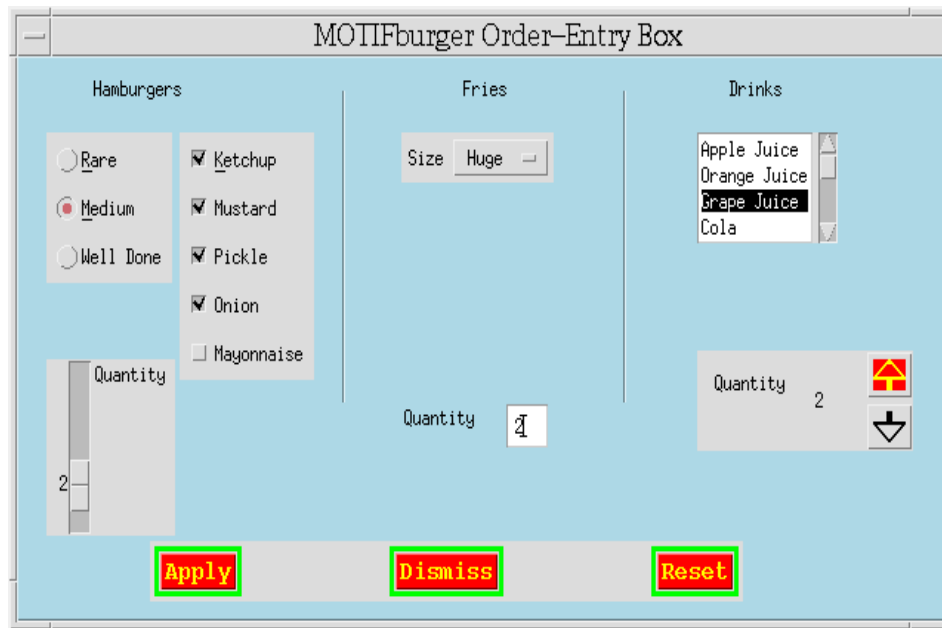 MOTIFburger Order-Entry Box
Hamburgers
Rare
Medium
Well Done
Ketchup
Mustard
Pickle
Onion
Mayonnaise
Quantity
2
Fries
Size Huge
Quantity 2
Drinks
Apple Juice
Orange Juice
Grape Juice
Cola
Quantity 2
Apply Dismiss Reset